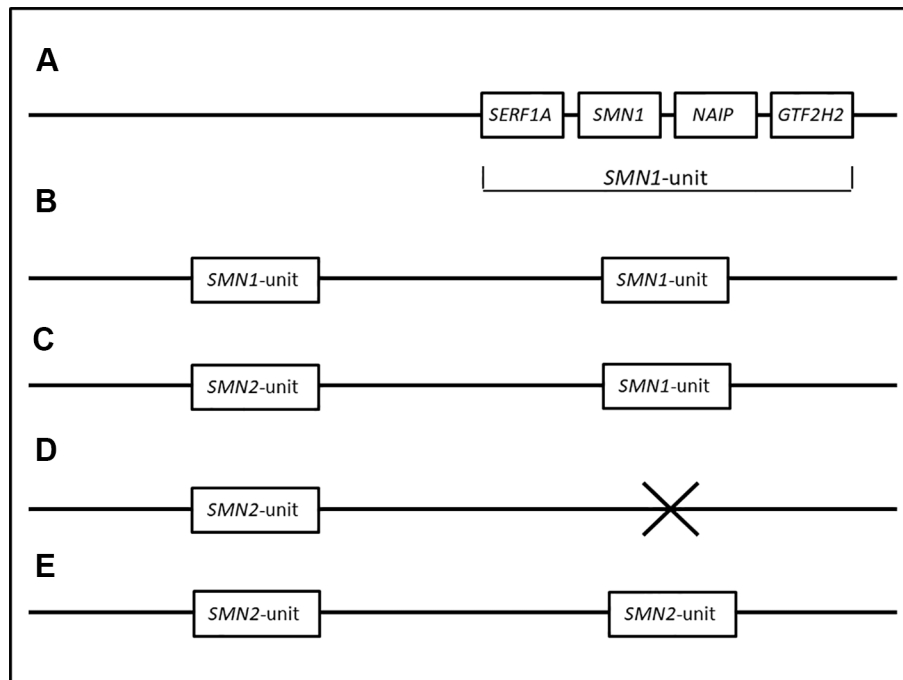 A
SERF1A SMN1 NAIP GTF2H2
SMN1-unit
B
SMN1-unit SMN1-unit
C
SMN2-unit SMN1-unit
D
SMN2-unit
E
SMN2-unit SMN2-unit